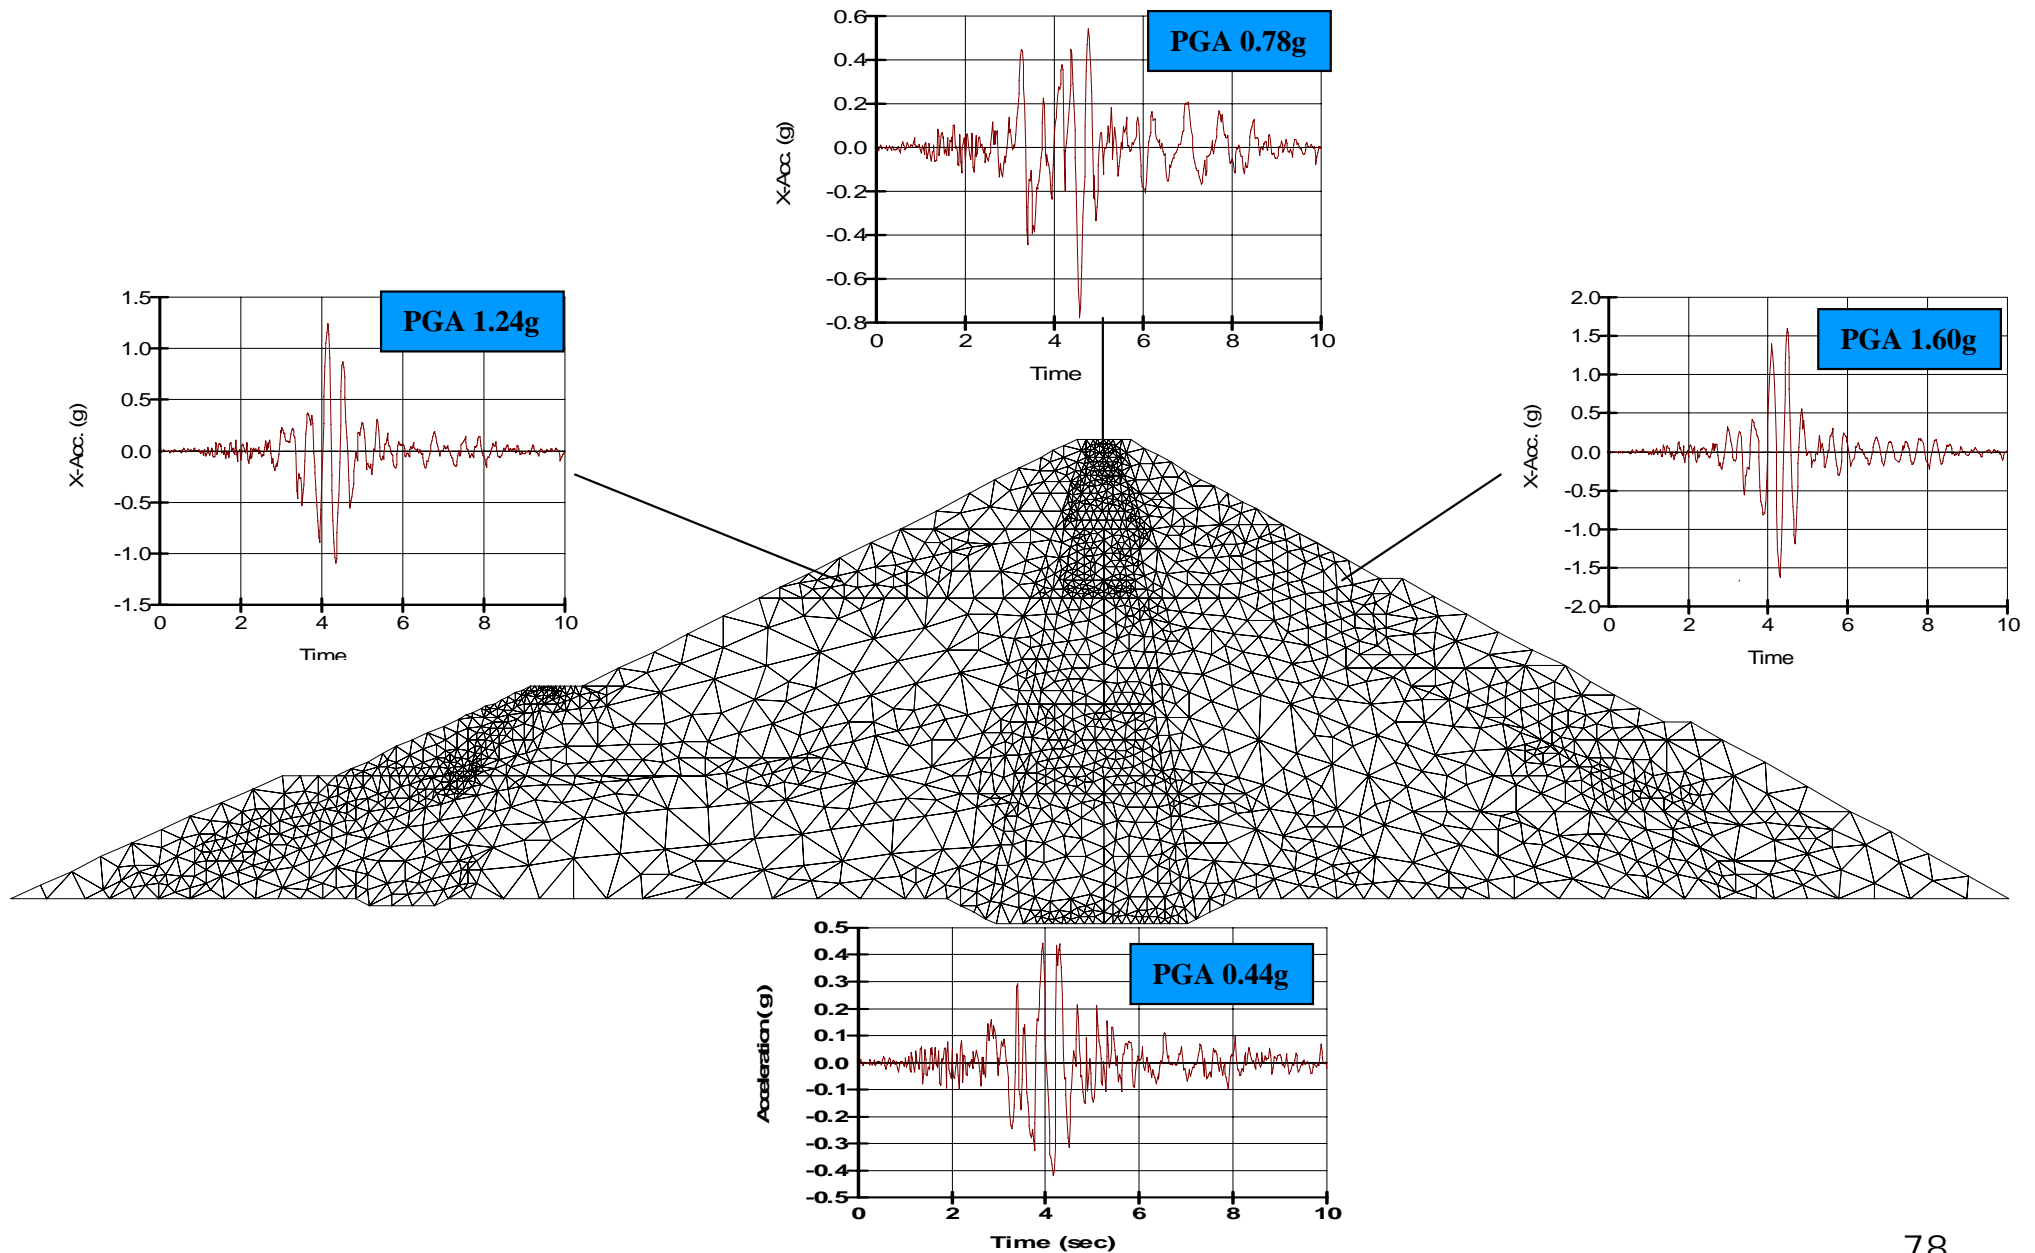 0.6
PGA 0.78g
0.4
0.2
X-Acc. (g)
0.0
-0.2
-0.4
-0.6
-0.8
0 2 4 6 8 10
Time
1.5
PGA 1.24g
1.0
0.5
X-Acc. (g)
0.0
-0.5
-1.0
-1.5
0 2 4 6 8 10
Time
2.0
PGA 1.60g
1.5
1.0
0.5
X-Acc. (g)
0.0
-0.5
-1.0
-1.5
-2.0
0 2 4 6 8 10
Time
0.5
0.4
PGA 0.44g
0.3
0.2
0.1
Acceleration(g)
0.0
-0.1
-0.2
-0.3
-0.4
-0.5
0 2 4 6 8 10
Time (sec)
78